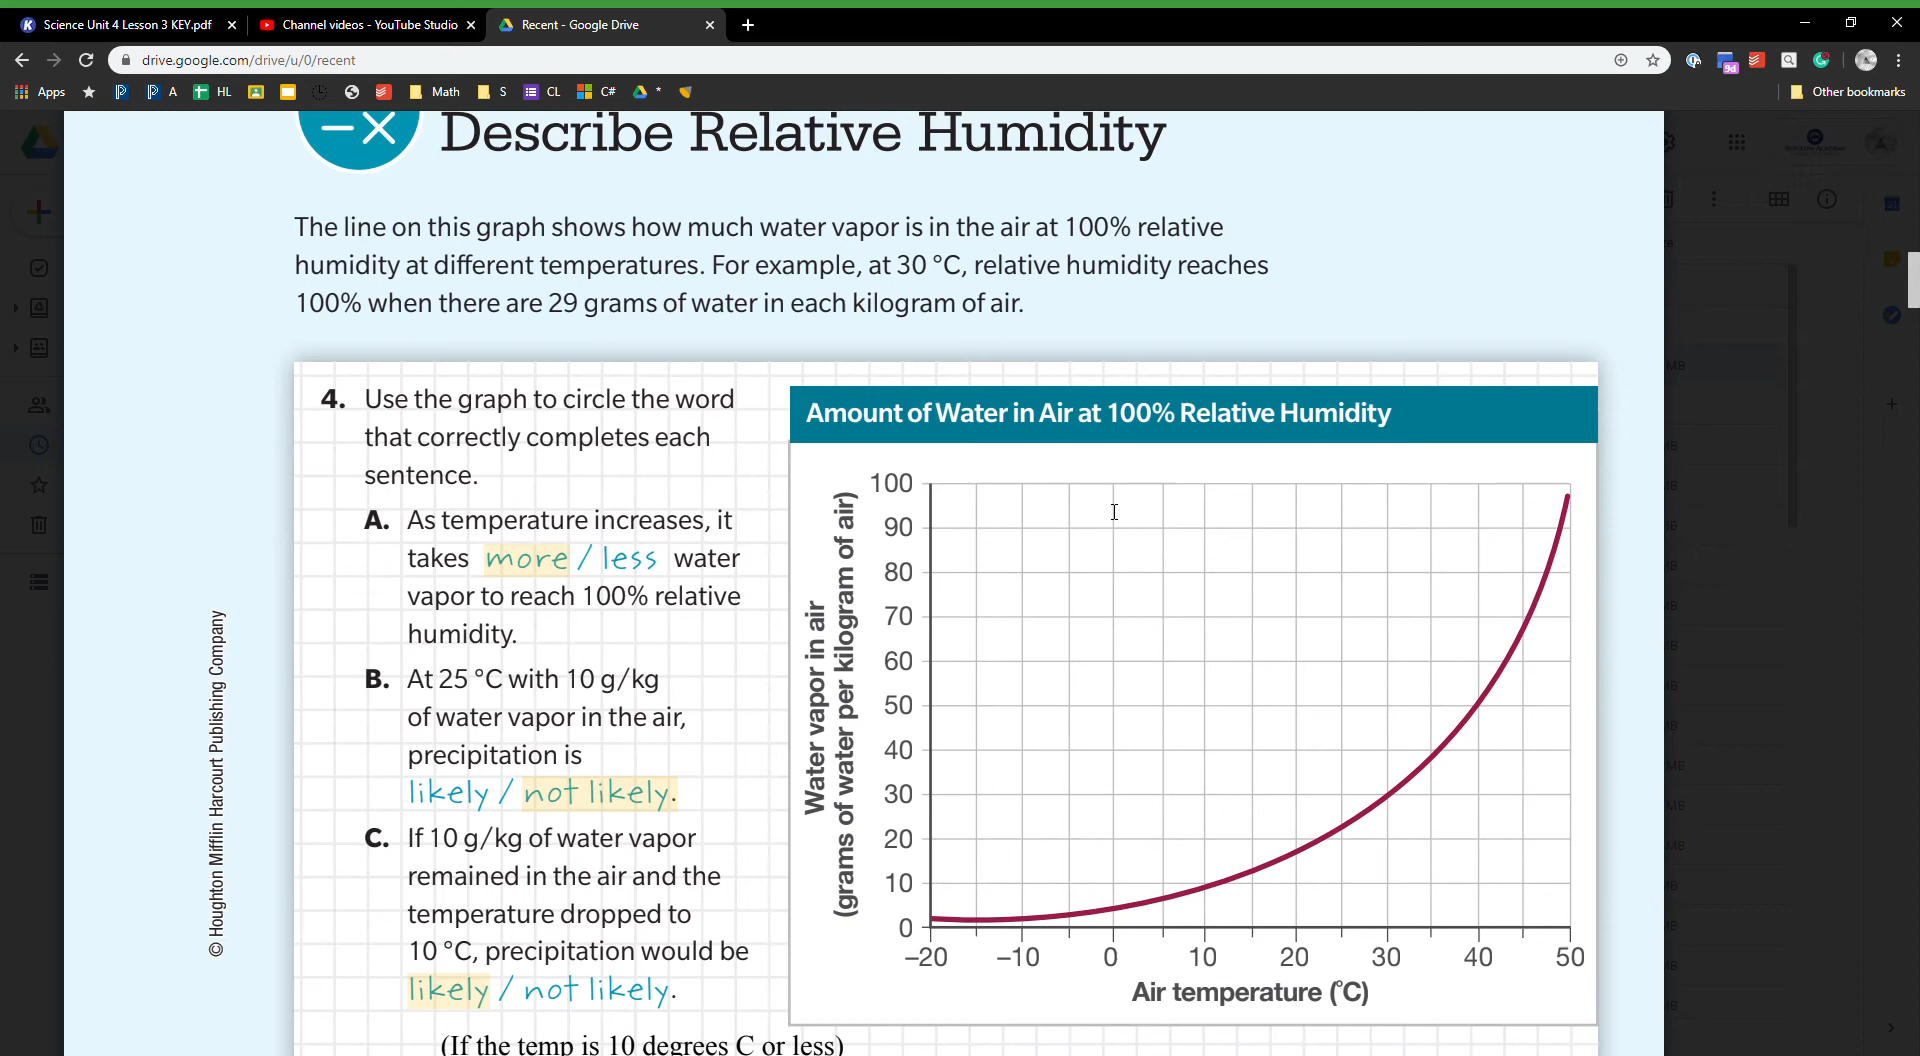 Science Unit 4 Lesson 3 KEY.pdf
Channel videos - YouTube Studio
Recent - Google Drive
drive.google.com/drive/u/0/recent
9d
Apps
A
HL
Math
S
CL
C#
*
Other bookmarks
Describe Relative Humidity
The line on this graph shows how much water vapor is in the air at 100% relative
humidity at different temperatures. For example, at 30 °C, relative humidity reaches
100% when there are 29 grams of water in each kilogram of air.
4. Use the graph to circle the word
that correctly completes each
sentence.
A. As temperature increases, it
takes more / less water
vapor to reach 100% relative
humidity.
B. At 25 °C with 10 g/kg
of water vapor in the air,
precipitation is
likely / not likely.
C. If 10 g/kg of water vapor
remained in the air and the
temperature dropped to
10 °C, precipitation would be
likely / not likely.
(If the temp is 10 degrees C or less)
Amount of Water in Air at 100% Relative Humidity
Water vapor in air
(grams of water per kilogram of air)
100
90
80
70
60
50
40
30
20
10
0
–20 –10 0 10 20 30 40 50
Air temperature (°C)
© Houghton Mifflin Harcourt Publishing Company